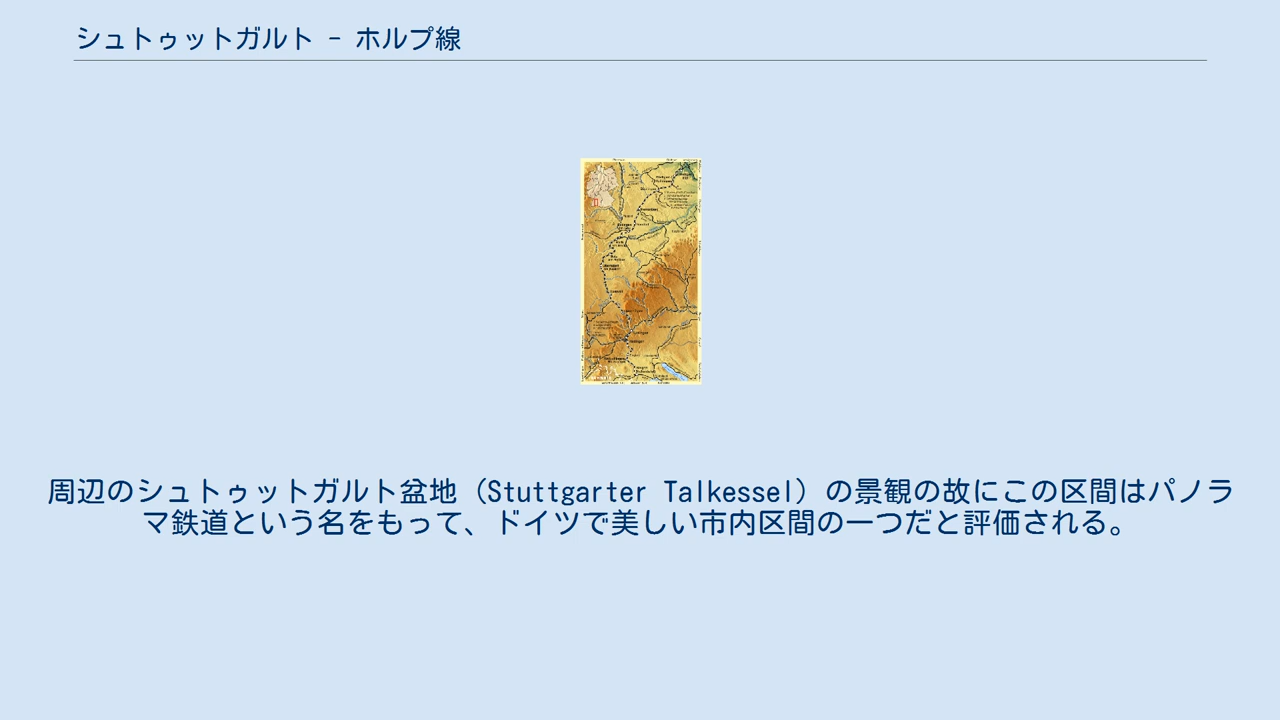 シュトゥットガルト - ホルプ線
周辺のシュトゥットガルト盆地（Stuttgarter Talkessel）の景観の故にこの区間はパノラ
マ鉄道という名をもって、ドイツで美しい市内区間の一つだと評価される。